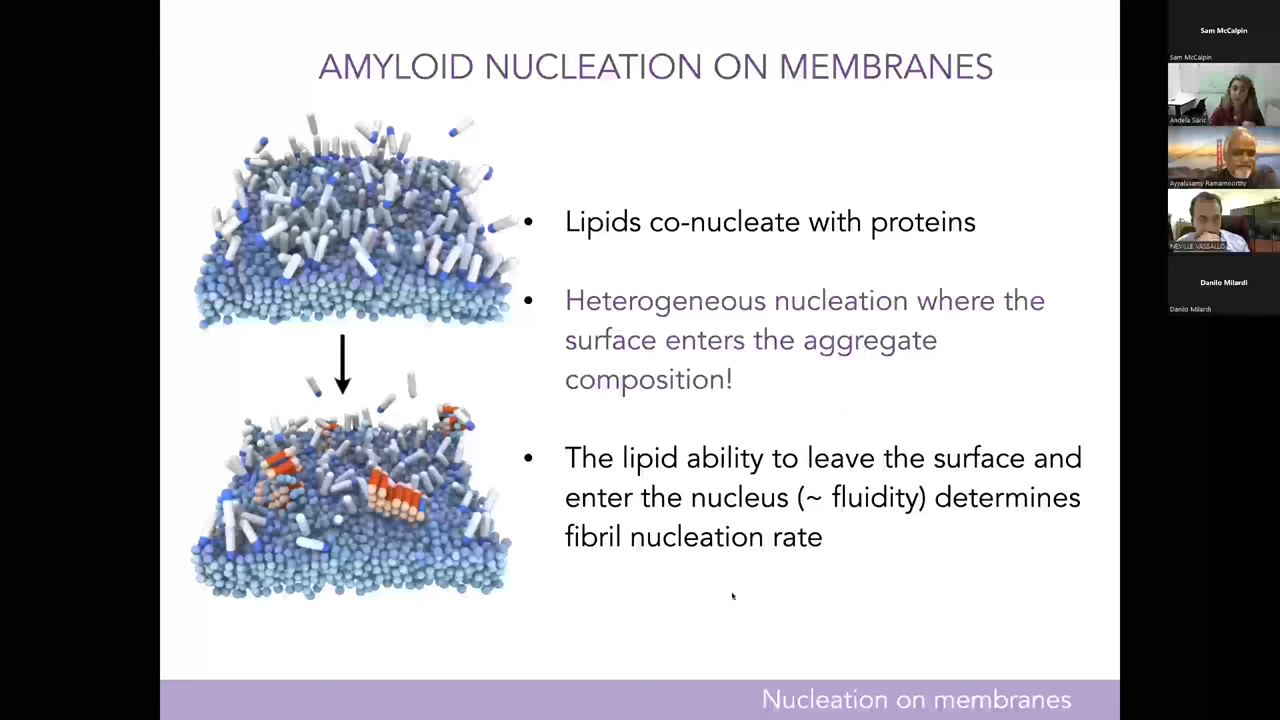 AMYLOID NUCLEATION ON MEMBRANES
• Lipids co-nucleate with proteins
• Heterogeneous nucleation where the
surface enters the aggregate
composition!
• The lipid ability to leave the surface and
enter the nucleus (~ fluidity) determines
fibril nucleation rate
Nucleation on membranes
Sam McCalpin
Sam McCalpin
Andela Saric
Ayyalusamy Ramamoorthy
NEVILLE VASSALLO
Danilo Milardi
Danilo Milardi